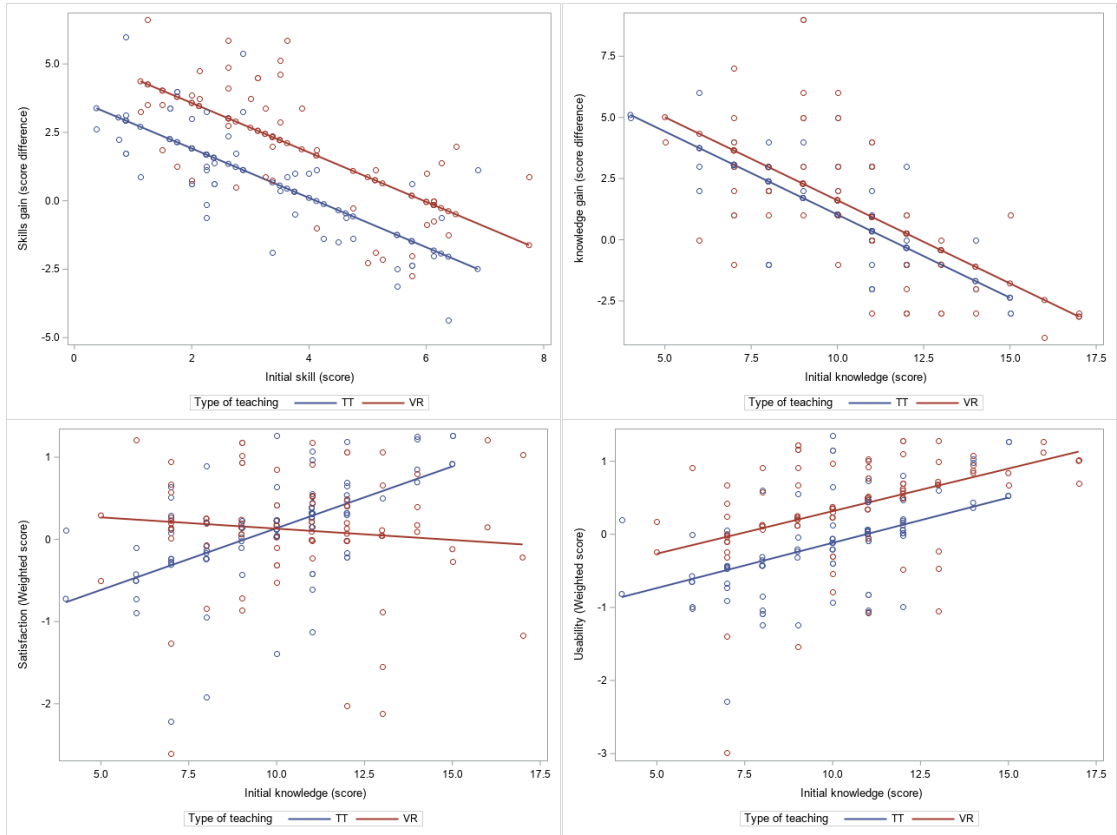 Skills gain (score difference)
5.0
2.5
0.0
-2.5
-5.0
0 2 4 6 8
Initial skill (score)
Type of teaching TT VR
knowledge gain (score difference)
7.5
5.0
2.5
0.0
-2.5
5.0 7.5 10.0 12.5 15.0 17.5
Initial knowledge (score)
Type of teaching TT VR
Satisfaction (Weighted score)
1
0
-1
-2
5.0 7.5 10.0 12.5 15.0 17.5
Initial knowledge (score)
Type of teaching TT VR
Usability (Weighted score)
1
0
-1
-2
-3
5.0 7.5 10.0 12.5 15.0 17.5
Initial knowledge (score)
Type of teaching TT VR